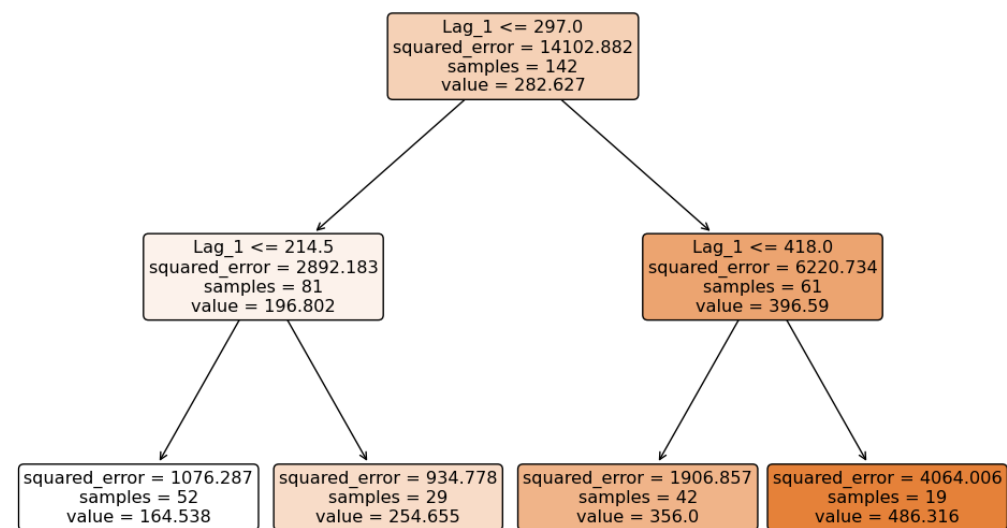 Lag_1 <= 297.0
squared_error = 14102.882
samples = 142
value = 282.627
Lag_1 <= 214.5
squared_error = 2892.183
samples = 81
value = 196.802
Lag_1 <= 418.0
squared_error = 6220.734
samples = 61
value = 396.59
squared_error = 1076.287
samples = 52
value = 164.538
squared_error = 934.778
samples = 29
value = 254.655
squared_error = 1906.857
samples = 42
value = 356.0
squared_error = 4064.006
samples = 19
value = 486.316